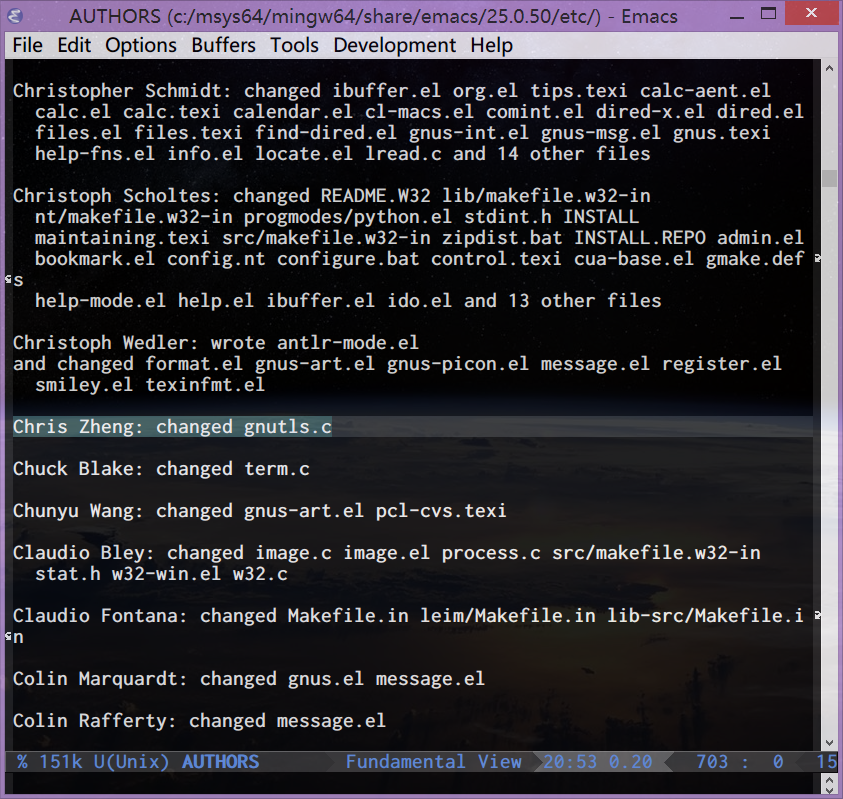 AUTHORS (c:/msys64/mingw64/share/emacs/25.0.50/etc/) - Emacs
File Edit Options Buffers Tools Development Help
Christopher Schmidt: changed ibuffer.el org.el tips.texi calc-aent.el
calc.el calc.texi calendar.el cl-macs.el comint.el dired-x.el dired.el
files.el files.texi find-dired.el gnus-int.el gnus-msg.el gnus.texi
help-fns.el info.el locate.el lread.c and 14 other files
Christoph Scholtes: changed README.W32 lib/makefile.w32-in
nt/makefile.w32-in progmodes/python.el stdint.h INSTALL
maintaining.texi src/makefile.w32-in zipdist.bat INSTALL.REPO admin.el
bookmark.el config.nt configure.bat control.texi cua-base.el gmake.def
s
help-mode.el help.el ibuffer.el ido.el and 13 other files
Christoph Wedler: wrote antlr-mode.el
and changed format.el gnus-art.el gnus-picon.el message.el register.el
smiley.el texinfmt.el
Chris Zheng: changed gnutls.c
Chuck Blake: changed term.c
Chunyu Wang: changed gnus-art.el pcl-cvs.texi
Claudio Bley: changed image.c image.el process.c src/makefile.w32-in
stat.h w32-win.el w32.c
Claudio Fontana: changed Makefile.in leim/Makefile.in lib-src/Makefile.i
n
Colin Marquardt: changed gnus.el message.el
Colin Rafferty: changed message.el
% 151k U(Unix) AUTHORS Fundamental View 20:53 0.20 703 : 0 15